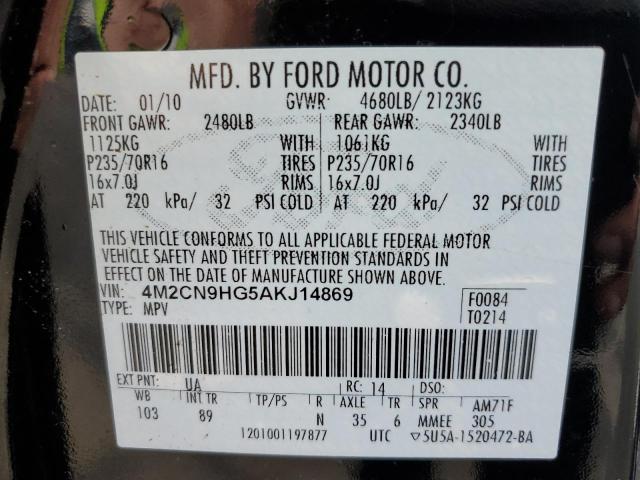 MFD. BY FORD MOTOR CO.
DATE: 01/10 GVWR: 4680LB/ 2123KG
FRONT GAWR: 2480LB REAR GAWR: 2340LB
1125KG WITH 1061KG WITH
P235/70R16 TIRES P235/70R16 TIRES
16x7.0J RIMS 16x7.0J RIMS
AT 220 kPa/ 32 PSI COLD AT 220 kPa/ 32 PSI COLD
THIS VEHICLE CONFORMS TO ALL APPLICABLE FEDERAL MOTOR
VEHICLE SAFETY AND THEFT PREVENTION STANDARDS IN
EFFECT ON THE DATE OF MANUFACTURE SHOWN ABOVE.
VIN: 4M2CN9HG5AKJ14869 F0084
TYPE: MPV T0214
EXT PNT: UA RC: 14 DSO:
WB INT TR TP/PS R AXLE TR SPR AM71F
103 89 N 35 6 MMEE 305
1201001197877 UTC ▽5U5A-1520472-BA